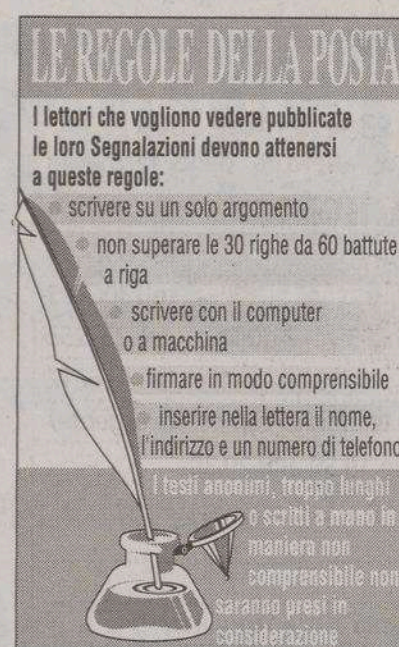 LE REGOLE DELLA POSTA
I lettori che vogliono vedere pubblicate
le loro Segnalazioni devono attenersi
a queste regole:
scrivere su un solo argomento
non superare le 30 righe da 60 battute
a riga
scrivere con il computer
o a macchina
firmare in modo comprensibile
inserire nella lettera il nome,
l'indirizzo e un numero di telefono
I testi anonimi, troppo lunghi
o scritti a mano in
maniera non
comprensibile non
saranno presi in
considerazione